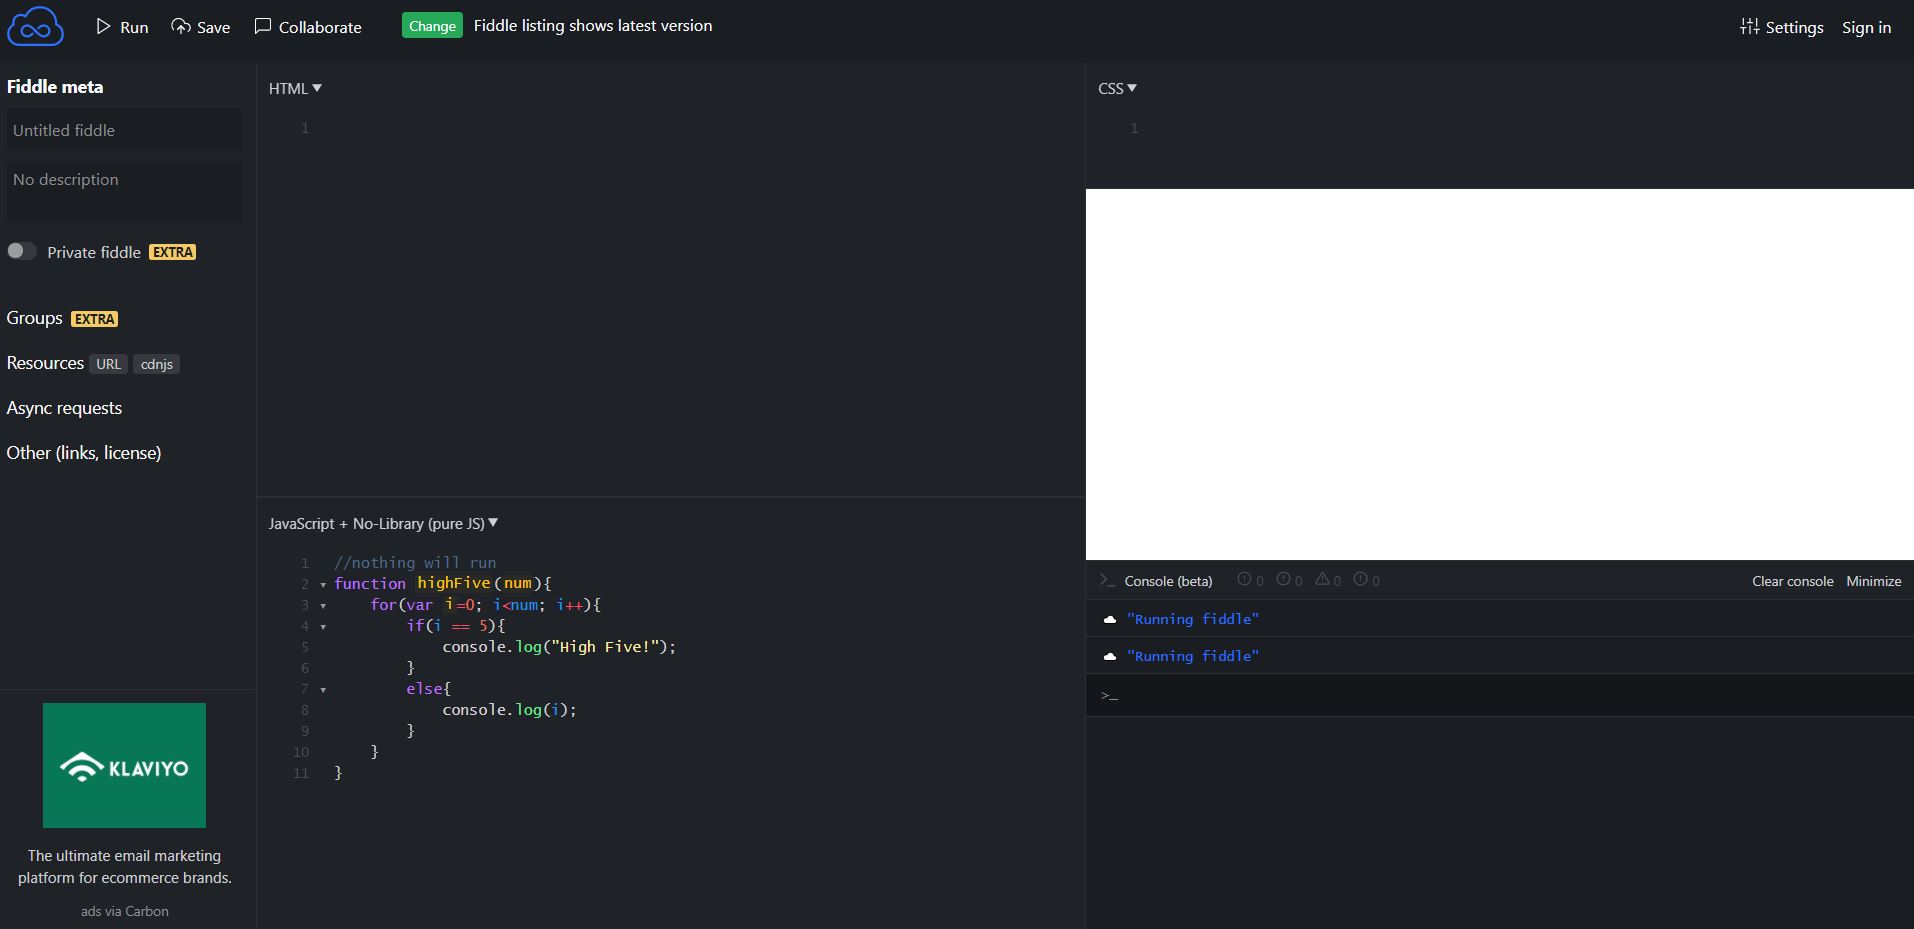 Run Save Collaborate Change Fiddle listing shows latest version Settings Sign in
Fiddle meta
Untitled fiddle
No description
Private fiddle EXTRA
Groups EXTRA
Resources URL cdnjs
Async requests
Other (links, license)
KLAVIYO
The ultimate email marketing
platform for ecommerce brands.
ads via Carbon
HTML ▼
1
JavaScript + No-Library (pure JS) ▼
1 //nothing will run
2 ▾ function highFive(num){
3 ▾     for(var i=0; i<num; i++){
4 ▾         if(i == 5){
5             console.log("High Five!");
6         }
7 ▾         else{
8             console.log(i);
9         }
10     }
11 }
CSS ▼
1
>_ Console (beta) 0 0 0 0 Clear console Minimize
"Running fiddle"
"Running fiddle"
>_